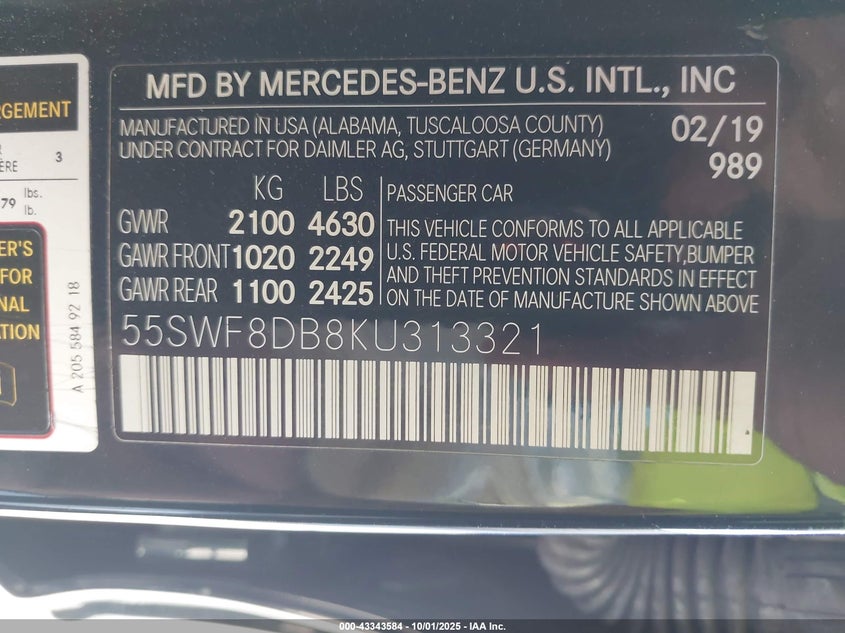 RGEMENT
ÈRE 3
79 lbs.
lb.
ER'S
FOR
NAL
ATION
A 205 584 92 18
MFD BY MERCEDES-BENZ U.S. INTL., INC
MANUFACTURED IN USA (ALABAMA, TUSCALOOSA COUNTY) 02/19
UNDER CONTRACT FOR DAIMLER AG, STUTTGART (GERMANY) 989
KG LBS PASSENGER CAR
GVWR 2100 4630
GAWR FRONT 1020 2249
GAWR REAR 1100 2425
THIS VEHICLE CONFORMS TO ALL APPLICABLE
U.S. FEDERAL MOTOR VEHICLE SAFETY,BUMPER
AND THEFT PREVENTION STANDARDS IN EFFECT
ON THE DATE OF MANUFACTURE SHOWN ABOVE
55SWF8DB8KU313321
000-43343584 - 10/01/2025 - IAA Inc.